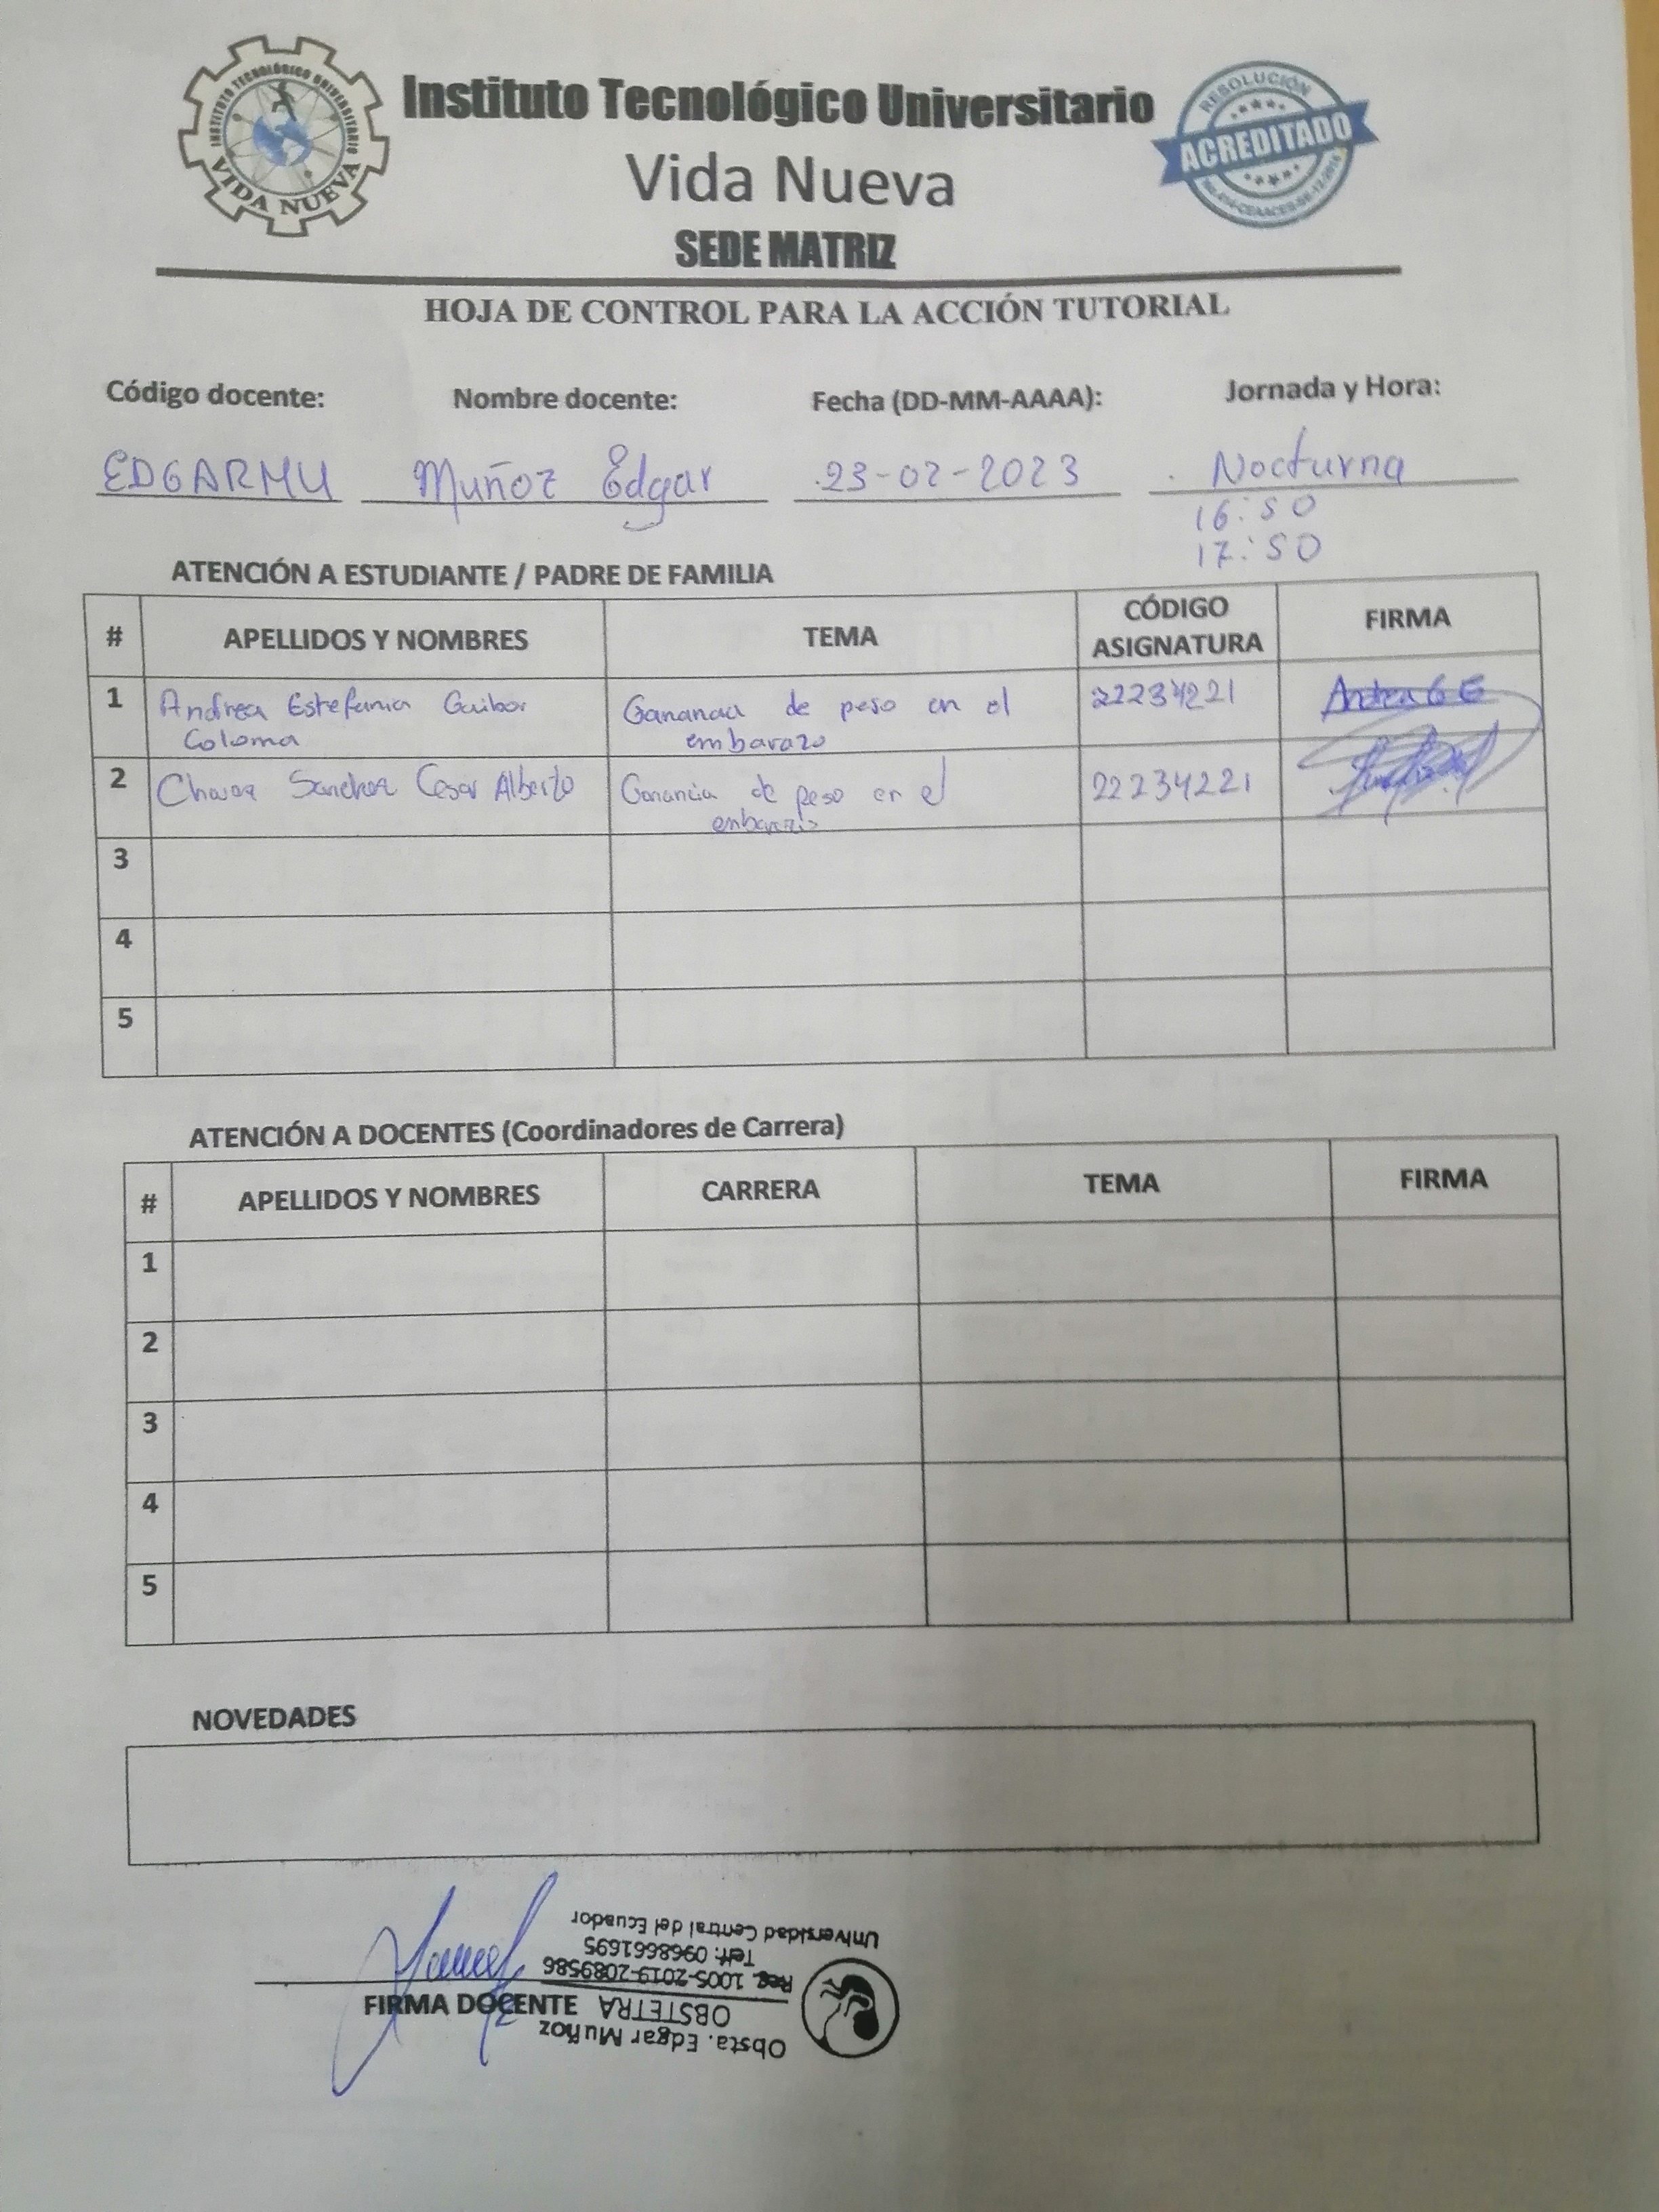 INSTITUTO TECNOLÓGICO UNIVERSITARIO
VIDA NUEVA
Instituto Tecnológico Universitario
Vida Nueva
SEDE MATRIZ
RESOLUCIÓN
ACREDITADO
HOJA DE CONTROL PARA LA ACCIÓN TUTORIAL
Código docente: Nombre docente: Fecha (DD-MM-AAAA): Jornada y Hora:
EDGARMU Muñoz Edgar 23-02-2023 Nocturna
16:50
17:50
ATENCIÓN A ESTUDIANTE / PADRE DE FAMILIA
# APELLIDOS Y NOMBRES TEMA CÓDIGO ASIGNATURA FIRMA
1 Andrea Estefania Guibor Ganancia de peso en el 22234221 Andrea G E
Coloma embarazo
2 Chavez Sanchez Cesar Alberto Ganancia de peso en el 22234221
embarazo
3
4
5
ATENCIÓN A DOCENTES (Coordinadores de Carrera)
# APELLIDOS Y NOMBRES CARRERA TEMA FIRMA
1
2
3
4
5
NOVEDADES
FIRMA DOCENTE
Obsta. Edgar Muñoz
OBSTETRA
Reg. 1005-2019-2089586
Telf: 0968661695
Universidad Central del Ecuador